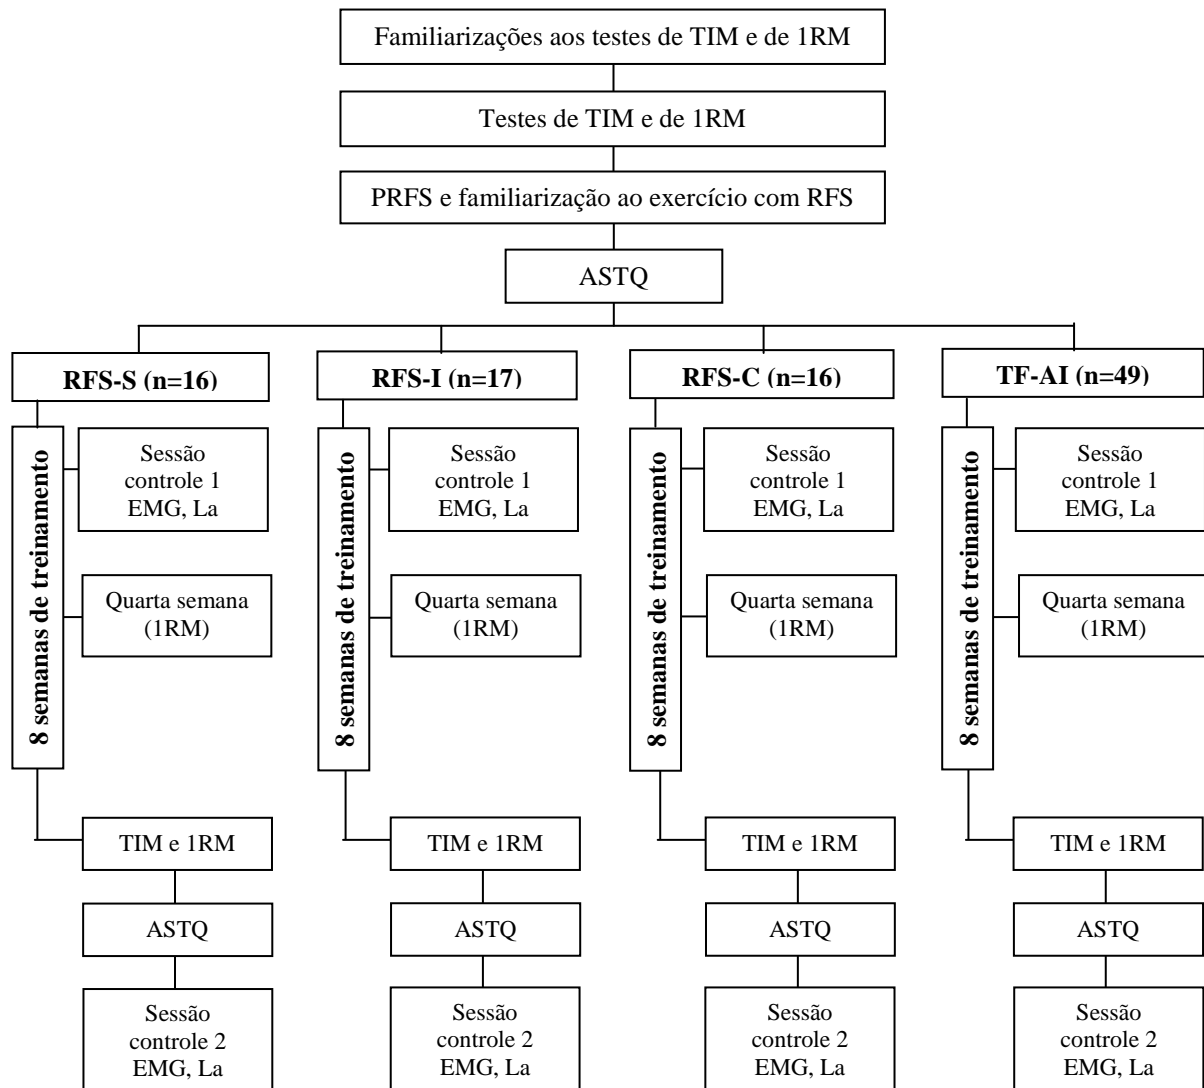 Familiarizações aos testes de TIM e de 1RM
Testes de TIM e de 1RM
PRFS e familiarização ao exercício com RFS
ASTQ
RFS-S (n=16)
RFS-I (n=17)
RFS-C (n=16)
TF-AI (n=49)
8 semanas de treinamento
Sessão
controle 1
EMG, La
Quarta semana
(1RM)
8 semanas de treinamento
Sessão
controle 1
EMG, La
Quarta semana
(1RM)
8 semanas de treinamento
Sessão
controle 1
EMG, La
Quarta semana
(1RM)
8 semanas de treinamento
Sessão
controle 1
EMG, La
Quarta semana
(1RM)
TIM e 1RM
TIM e 1RM
TIM e 1RM
TIM e 1RM
ASTQ
ASTQ
ASTQ
ASTQ
Sessão
controle 2
EMG, La
Sessão
controle 2
EMG, La
Sessão
controle 2
EMG, La
Sessão
controle 2
EMG, La